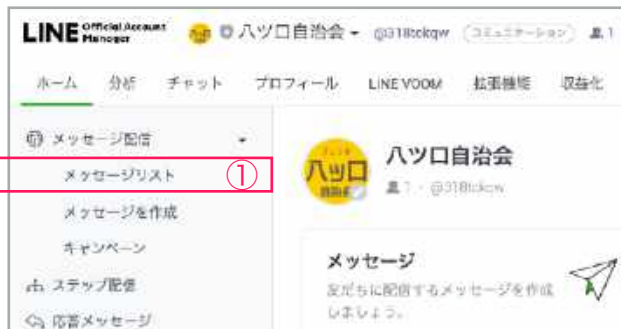 LINE Official Account Manager 八ツ口自治会 @318tckqw コミュニケーション 1
ホーム 分析 チャット プロフィール LINE VOOM 拡張機能 収益化
メッセージ配信
メッセージリスト ①
メッセージを作成
キャンペーン
ステップ配信
応答メッセージ
八ツ口
自治会
八ツ口自治会
1
メッセージ
友だちに配信するメッセージを作成
しましょう。